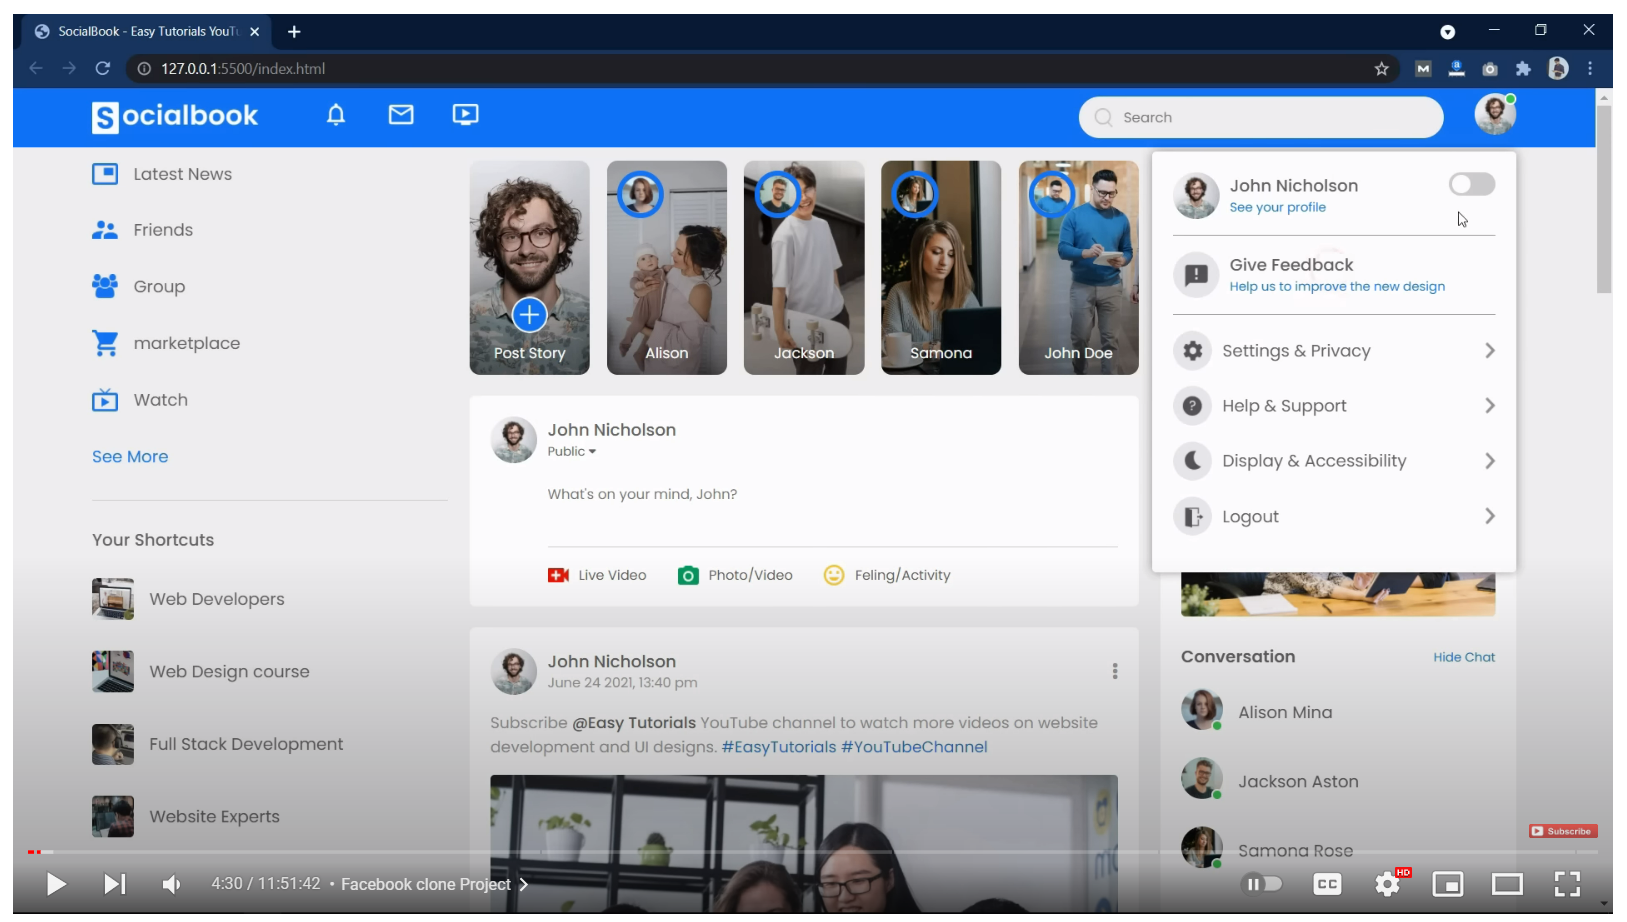 SocialBook - Easy Tutorials YouTu
127.0.0.1:5500/index.html
Socialbook
Search
Latest News
Friends
Group
marketplace
Watch
See More
Your Shortcuts
Web Developers
Web Design course
Full Stack Development
Website Experts
Post Story
Alison
Jackson
Samona
John Doe
John Nicholson
Public
What's on your mind, John?
Live Video
Photo/Video
Feling/Activity
John Nicholson
June 24 2021, 13:40 pm
Subscribe @Easy Tutorials YouTube channel to watch more videos on website
development and UI designs. #EasyTutorials #YouTubeChannel
John Nicholson
See your profile
Give Feedback
Help us to improve the new design
Settings & Privacy
Help & Support
Display & Accessibility
Logout
Conversation
Hide Chat
Alison Mina
Jackson Aston
Samona Rose
Subscribe
4:30 / 11:51:42 • Facebook clone Project
CC
HD